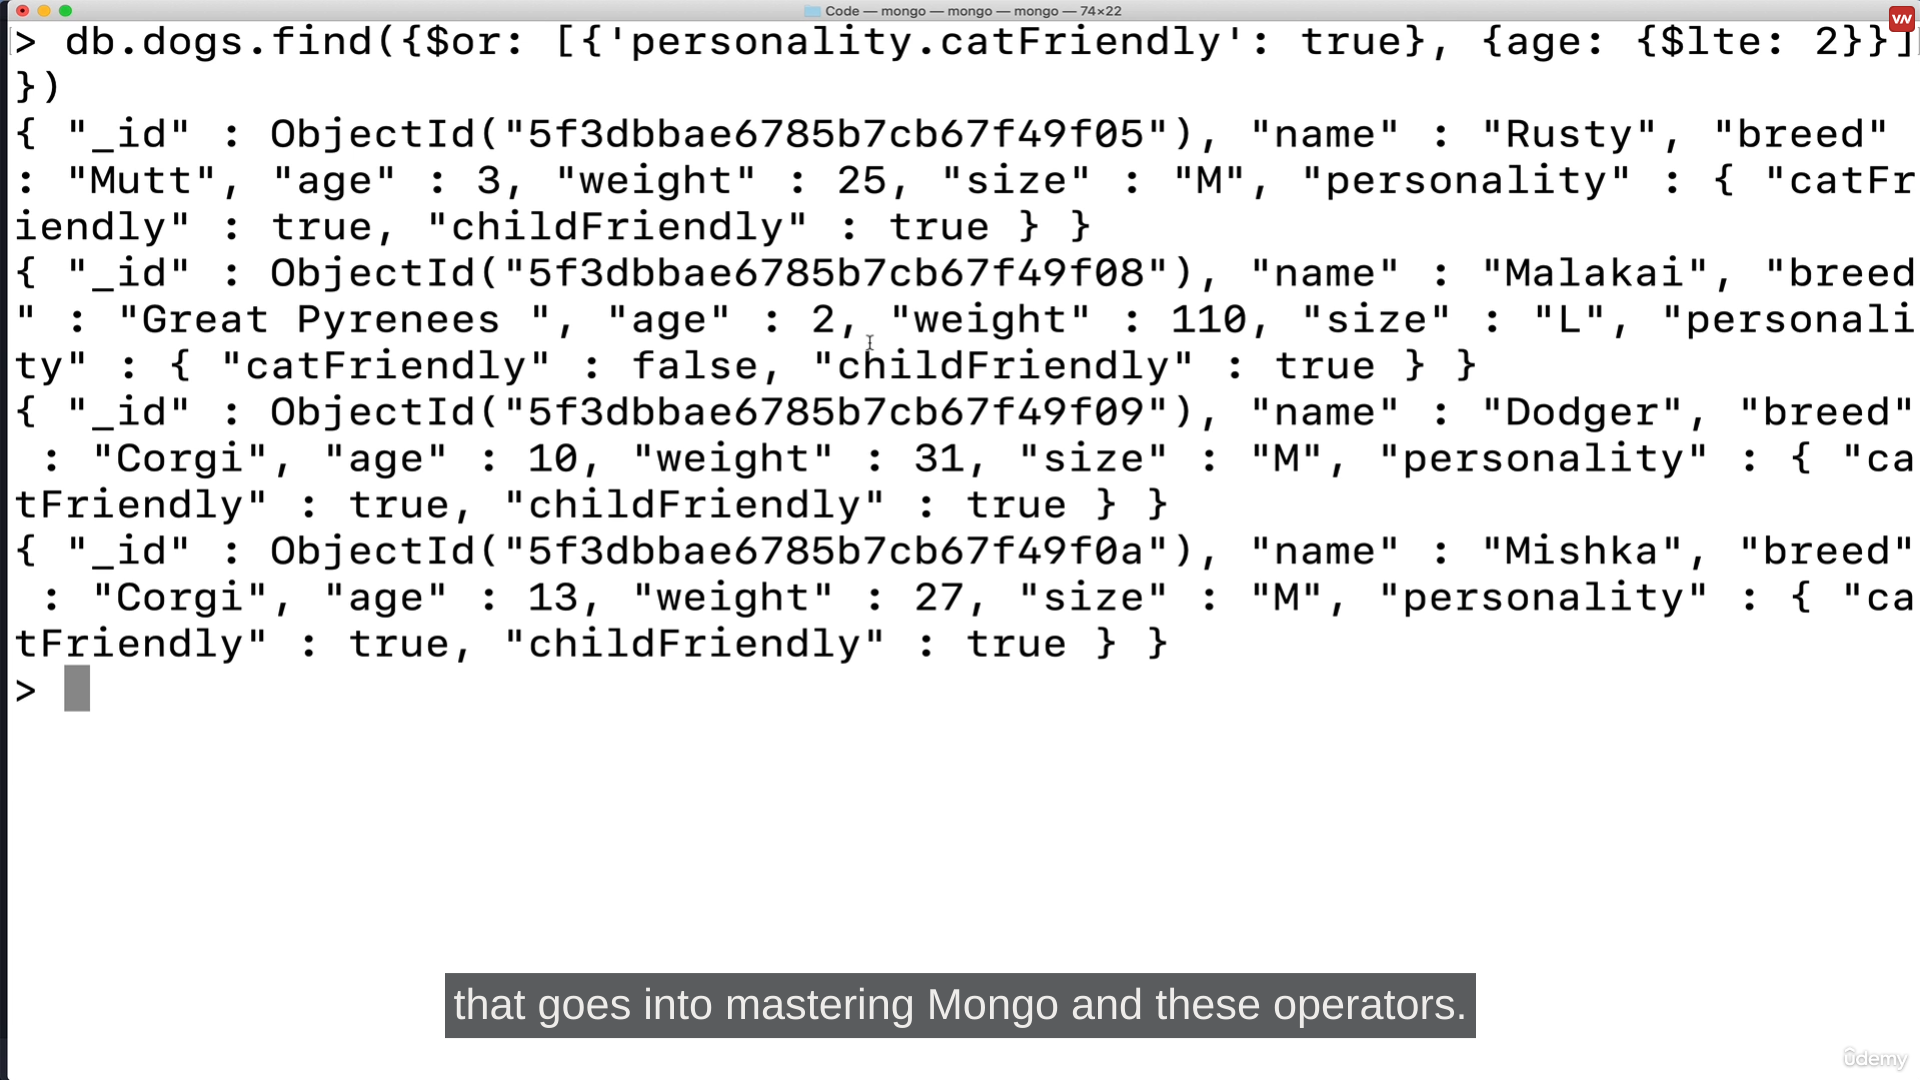 Code — mongo — mongo — mongo — 74×22
> db.dogs.find({$or: [{'personality.catFriendly': true}, {age: {$lte: 2}}]
})
{ "_id" : ObjectId("5f3dbbae6785b7cb67f49f05"), "name" : "Rusty", "breed"
: "Mutt", "age" : 3, "weight" : 25, "size" : "M", "personality" : { "catFr
iendly" : true, "childFriendly" : true } }
{ "_id" : ObjectId("5f3dbbae6785b7cb67f49f08"), "name" : "Malakai", "breed
" : "Great Pyrenees ", "age" : 2, "weight" : 110, "size" : "L", "personali
ty" : { "catFriendly" : false, "childFriendly" : true } }
{ "_id" : ObjectId("5f3dbbae6785b7cb67f49f09"), "name" : "Dodger", "breed"
 : "Corgi", "age" : 10, "weight" : 31, "size" : "M", "personality" : { "ca
tFriendly" : true, "childFriendly" : true } }
{ "_id" : ObjectId("5f3dbbae6785b7cb67f49f0a"), "name" : "Mishka", "breed"
 : "Corgi", "age" : 13, "weight" : 27, "size" : "M", "personality" : { "ca
tFriendly" : true, "childFriendly" : true } }
>
that goes into mastering Mongo and these operators.
ûdemy